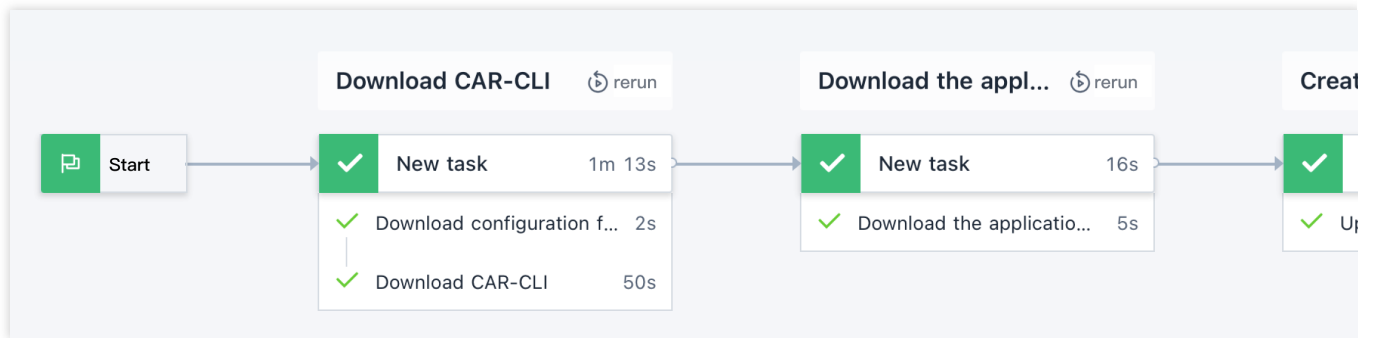 Download CAR-CLI rerun
Download the appl... rerun
Creat
Start
New task 1m 13s
New task 16s
Download configuration f... 2s
Download the applicatio... 5s
Download CAR-CLI 50s